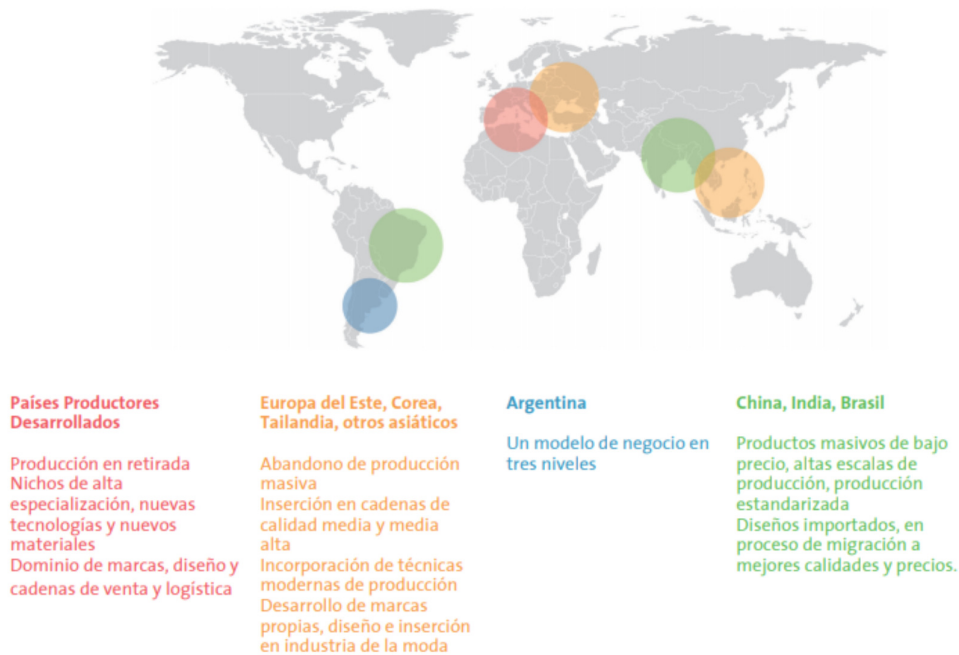 Países Productores
Desarrollados
Producción en retirada
Nichos de alta
especialización, nuevas
tecnologías y nuevos
materiales
Dominio de marcas, diseño y
cadenas de venta y logística
Europa del Este, Corea,
Tailandia, otros asiáticos
Abandono de producción
masiva
Inserción en cadenas de
calidad media y media
alta
Incorporación de técnicas
modernas de producción
Desarrollo de marcas
propias, diseño e inserción
en industria de la moda
Argentina
Un modelo de negocio en
tres niveles
China, India, Brasil
Productos masivos de bajo
precio, altas escalas de
producción, producción
estandarizada
Diseños importados, en
proceso de migración a
mejores calidades y precios.